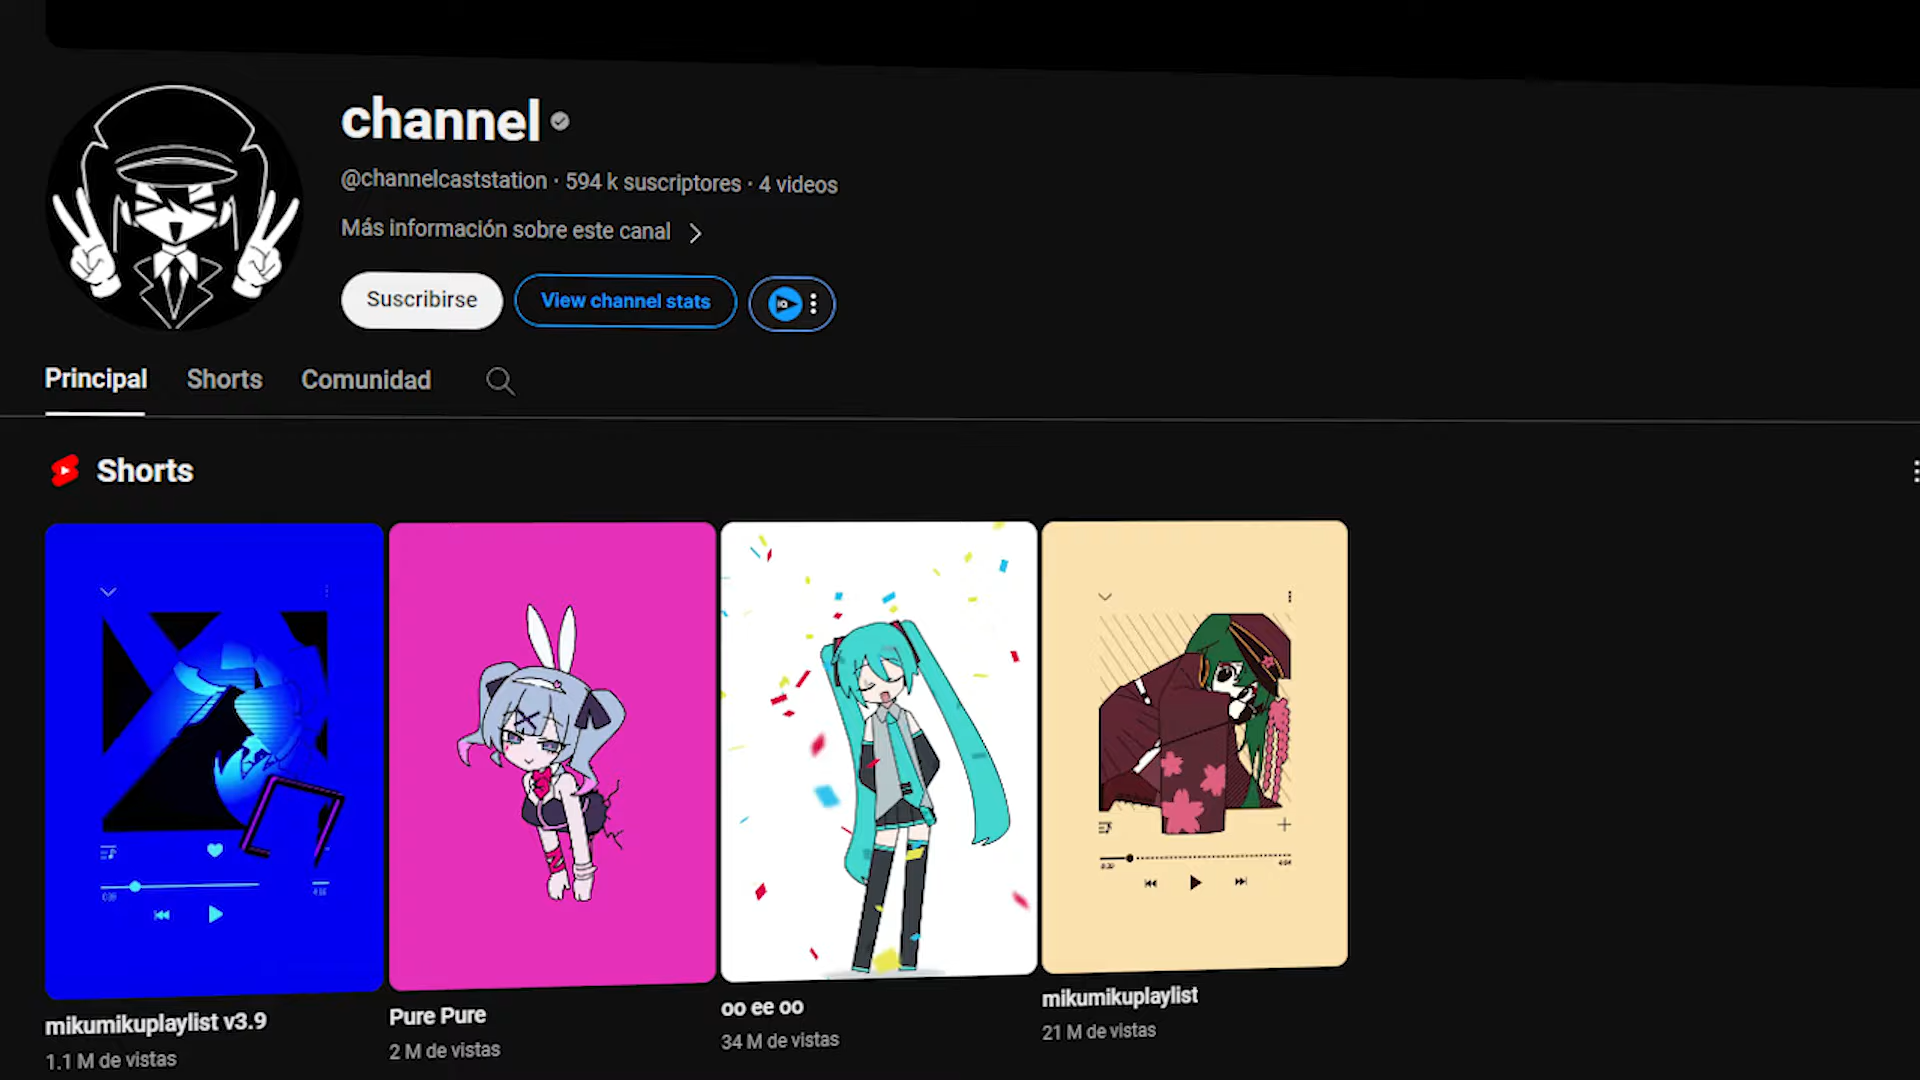 channel
@channelcaststation · 594 k suscriptores · 4 videos
Más información sobre este canal
Suscribirse
View channel stats
IQ
Principal
Shorts
Comunidad
Shorts
mikumikuplaylist v3.9
1.1 M de vistas
Pure Pure
2 M de vistas
oo ee oo
34 M de vistas
mikumikuplaylist
21 M de vistas